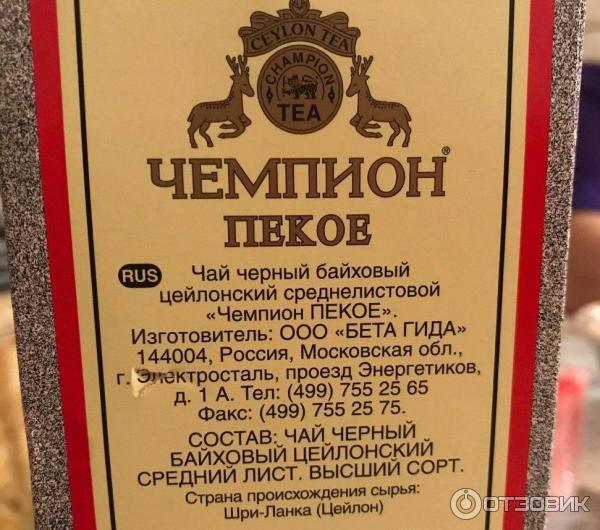 CEYLON TEA
CHAMPION
TEA
ЧЕМПИОН®
ПЕКОЕ
RUS Чай черный байховый
цейлонский среднелистовой
«Чемпион ПЕКОЕ».
Изготовитель: ООО «БЕТА ГИДА»
144004, Россия, Московская обл.,
г. Электросталь, проезд Энергетиков,
д. 1 А. Тел: (499) 755 25 65
Факс: (499) 755 25 75.
СОСТАВ: ЧАЙ ЧЕРНЫЙ
БАЙХОВЫЙ ЦЕЙЛОНСКИЙ
СРЕДНИЙ ЛИСТ. ВЫСШИЙ СОРТ.
Страна происхождения сырья:
Шри-Ланка (Цейлон)
ОТЗОВИК